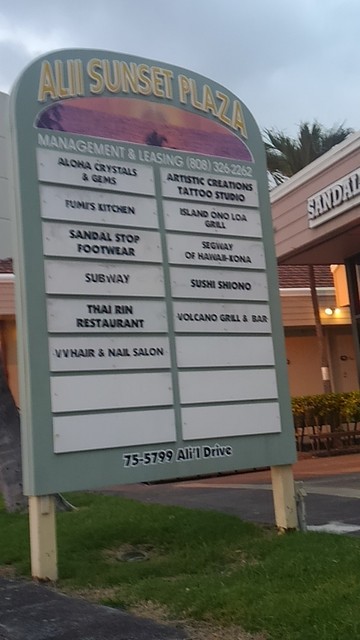 ALII SUNSET PLAZA
MANAGEMENT & LEASING (808) 326-2262
ALOHA CRYSTALS
& GEMS
FUMI'S KITCHEN
SANDAL STOP
FOOTWEAR
SUBWAY
THAI RIN
RESTAURANT
VVHAIR & NAIL SALON
ARTISTIC CREATIONS
TATTOO STUDIO
ISLAND ONO LOA
GRILL
SEGWAY
OF HAWAII-KONA
SUSHI SHIONO
VOLCANO GRILL & BAR
75-5799 Ali'l Drive
SANDAL